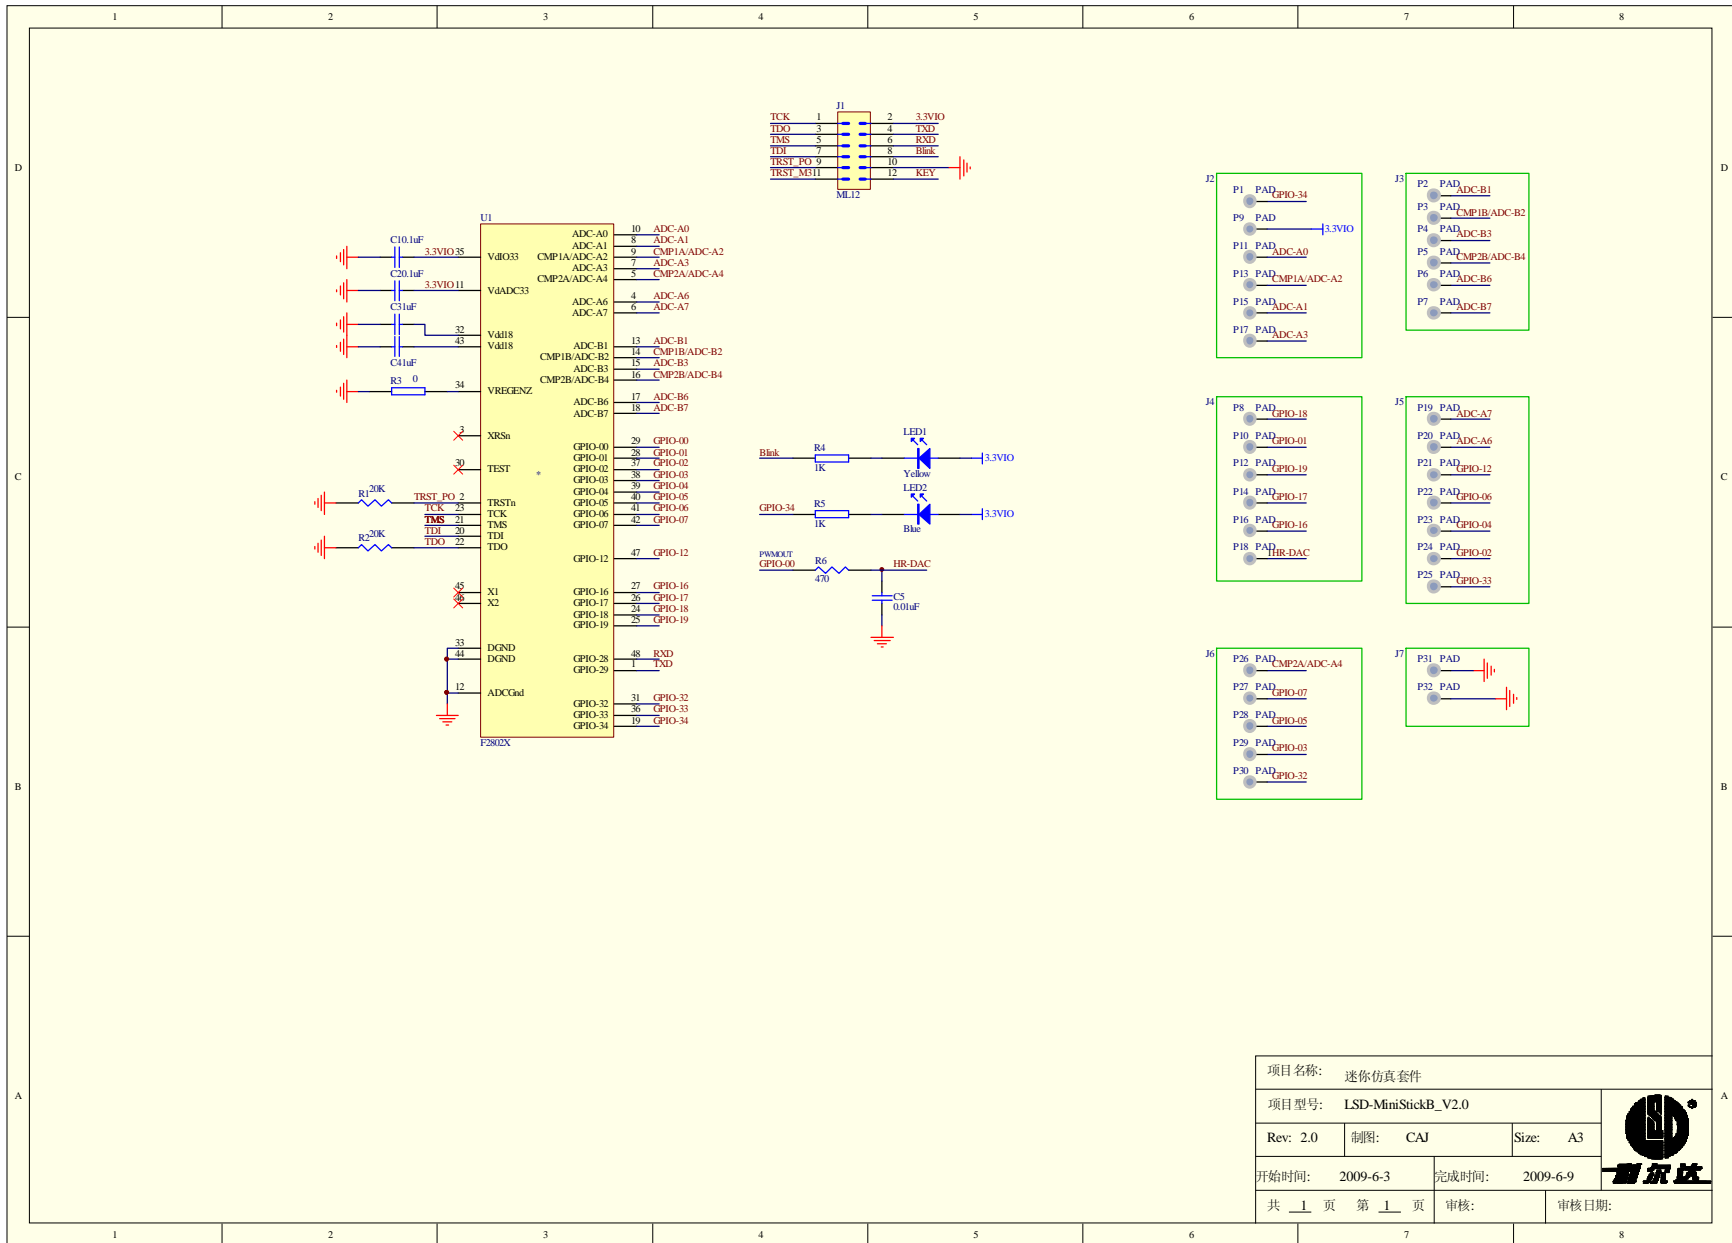 1 2 3 4 5 6 7 8
D D
C C
B B
A A
J1
TCK 1 2 3.3VIO
TDO 3 4 TXD
TMS 5 6 RXD
TDI 7 8 Blink
TRST_PO 9 10
TRST_M3 11 12 KEY
ML12
U1
C1 0.1uF
3.3VIO 35 VdIO33
C2 0.1uF
3.3VIO 11 VdADC33
C3 1uF
32 Vdd18
43 Vdd18
C4 1uF
R3 0 34 VREGENZ
3 XRSn
30 TEST
*
R1 20K TRST_PO 2 TRSTn
TCK 23 TCK
TMS 21 TMS
TDI 20 TDI
R2 20K TDO 22 TDO
45 X1
46 X2
33 DGND
44 DGND
12 ADCGnd
ADC-A0 10 ADC-A0
ADC-A1 8 ADC-A1
CMP1A/ADC-A2 9 CMP1A/ADC-A2
ADC-A3 7 ADC-A3
CMP2A/ADC-A4 5 CMP2A/ADC-A4
ADC-A6 4 ADC-A6
ADC-A7 6 ADC-A7
ADC-B1 13 ADC-B1
CMP1B/ADC-B2 14 CMP1B/ADC-B2
ADC-B3 15 ADC-B3
CMP2B/ADC-B4 16 CMP2B/ADC-B4
ADC-B6 17 ADC-B6
ADC-B7 18 ADC-B7
GPIO-00 29 GPIO-00
GPIO-01 28 GPIO-01
GPIO-02 37 GPIO-02
GPIO-03 38 GPIO-03
GPIO-04 39 GPIO-04
GPIO-05 40 GPIO-05
GPIO-06 41 GPIO-06
GPIO-07 42 GPIO-07
GPIO-12 47 GPIO-12
GPIO-16 27 GPIO-16
GPIO-17 26 GPIO-17
GPIO-18 24 GPIO-18
GPIO-19 25 GPIO-19
GPIO-28 48 RXD
GPIO-29 1 TXD
GPIO-32 31 GPIO-32
GPIO-33 36 GPIO-33
GPIO-34 19 GPIO-34
F2802X
LED1
Blink R4 1K Yellow 3.3VIO
LED2
GPIO-34 R5 1K Blue 3.3VIO
PWMOUT
GPIO-00 R6 470 HR-DAC
C5
0.01uF
J2
P1 PAD GPIO-34
P9 PAD 3.3VIO
P11 PAD ADC-A0
P13 PAD CMP1A/ADC-A2
P15 PAD ADC-A1
P17 PAD ADC-A3
J3
P2 PAD ADC-B1
P3 PAD CMP1B/ADC-B2
P4 PAD ADC-B3
P5 PAD CMP2B/ADC-B4
P6 PAD ADC-B6
P7 PAD ADC-B7
J4
P8 PAD GPIO-18
P10 PAD GPIO-01
P12 PAD GPIO-19
P14 PAD GPIO-17
P16 PAD GPIO-16
P18 PAD 1HR-DAC
J5
P19 PAD ADC-A7
P20 PAD ADC-A6
P21 PAD GPIO-12
P22 PAD GPIO-06
P23 PAD GPIO-04
P24 PAD GPIO-02
P25 PAD GPIO-33
J6
P26 PAD CMP2A/ADC-A4
P27 PAD GPIO-07
P28 PAD GPIO-05
P29 PAD GPIO-03
P30 PAD GPIO-32
J7
P31 PAD
P32 PAD
项目名称: 迷你仿真套件
项目型号: LSD-MiniStickB_V2.0
Rev: 2.0 制图: CAJ Size: A3
开始时间: 2009-6-3 完成时间: 2009-6-9
共 1 页 第 1 页 审核: 审核日期:
LSD
利尔达
1 2 3 4 5 6 7 8